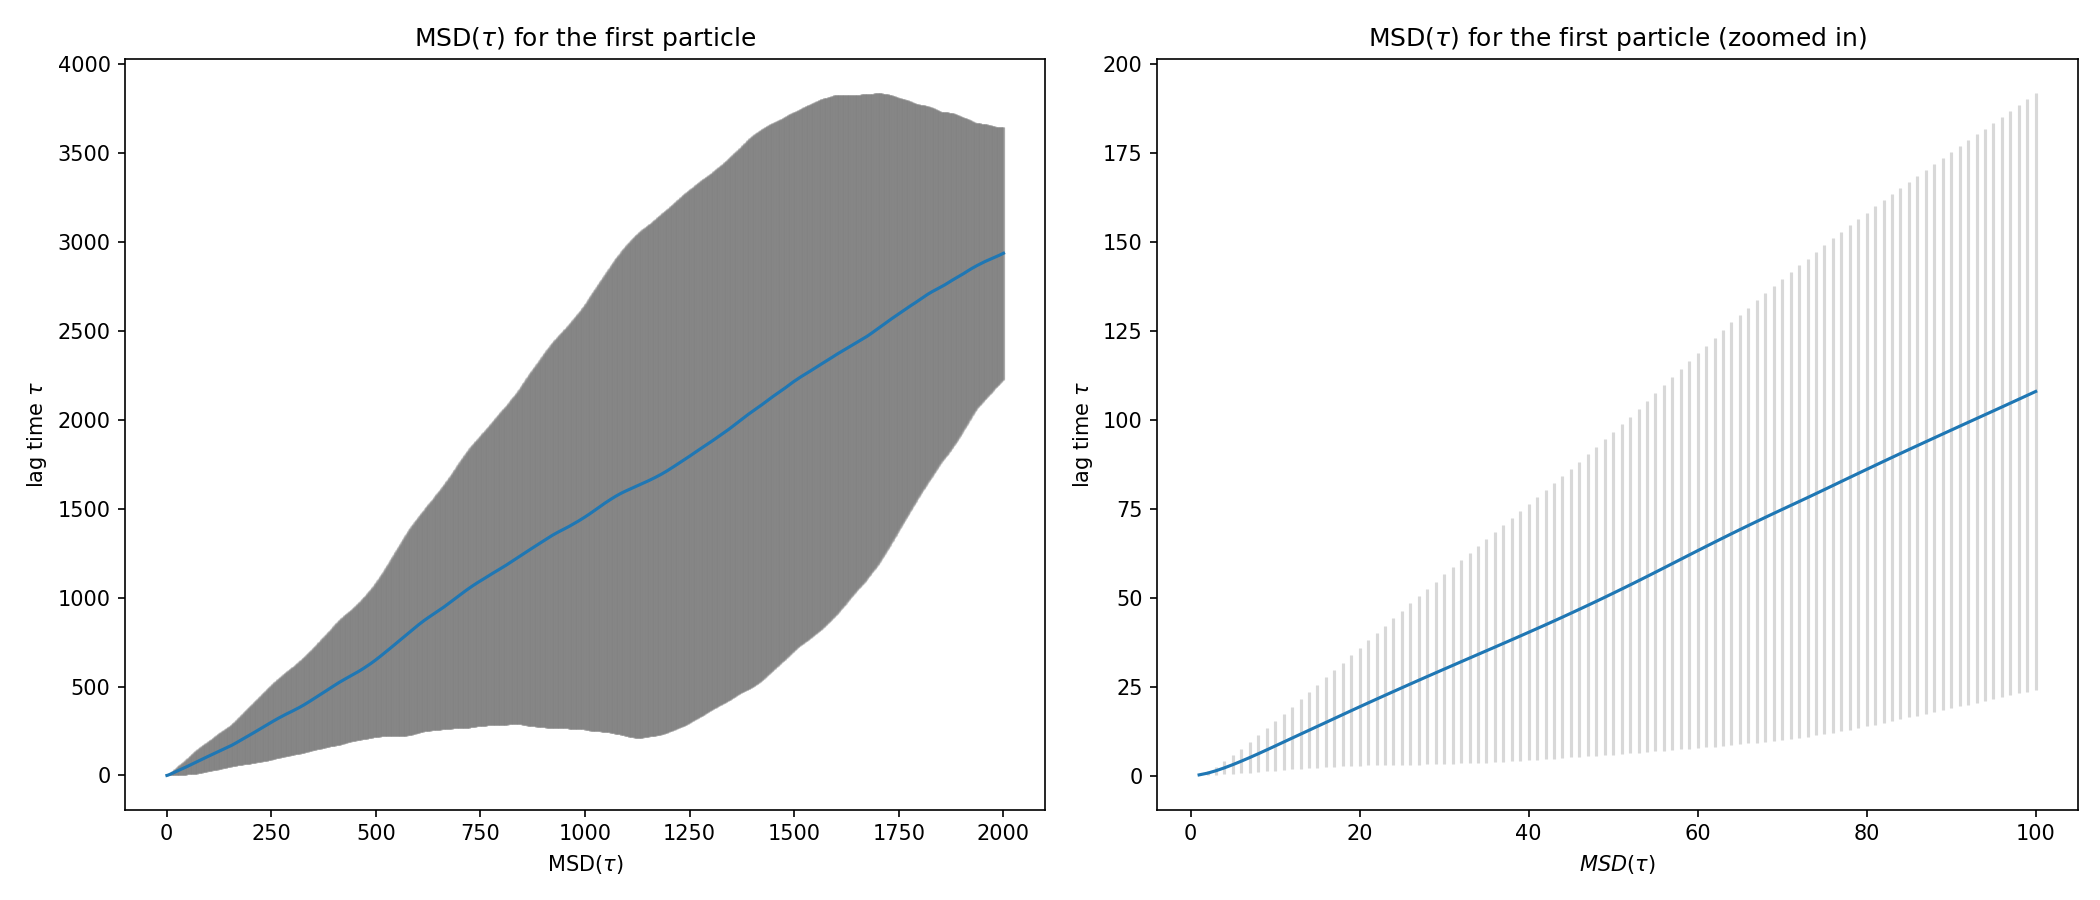 MSD(τ) for the first particle
4000
3500
3000
2500
2000
1500
1000
500
0
lag time τ
0 250 500 750 1000 1250 1500 1750 2000
MSD(τ)
MSD(τ) for the first particle (zoomed in)
200
175
150
125
100
75
50
25
0
lag time τ
0 20 40 60 80 100
MSD(τ)